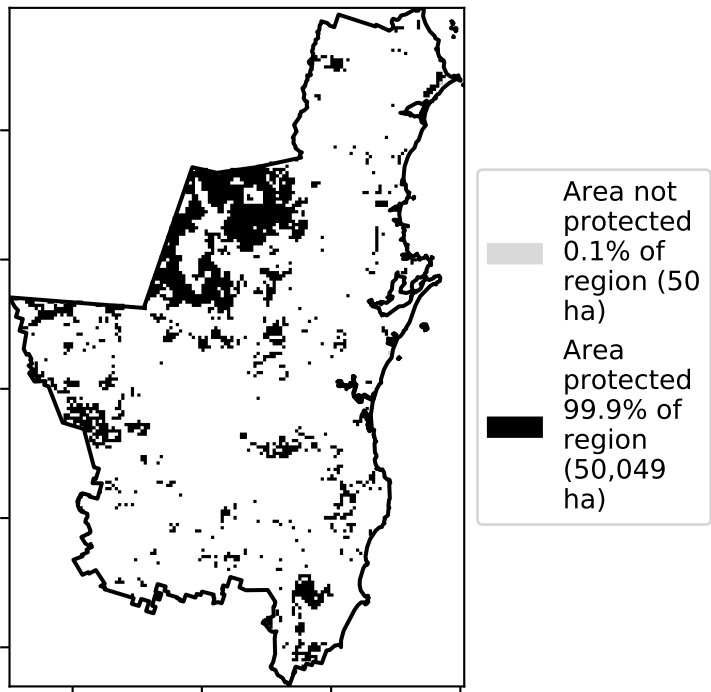 Area not
protected
0.1% of
region (50
ha)
Area
protected
99.9% of
region
(50,049
ha)